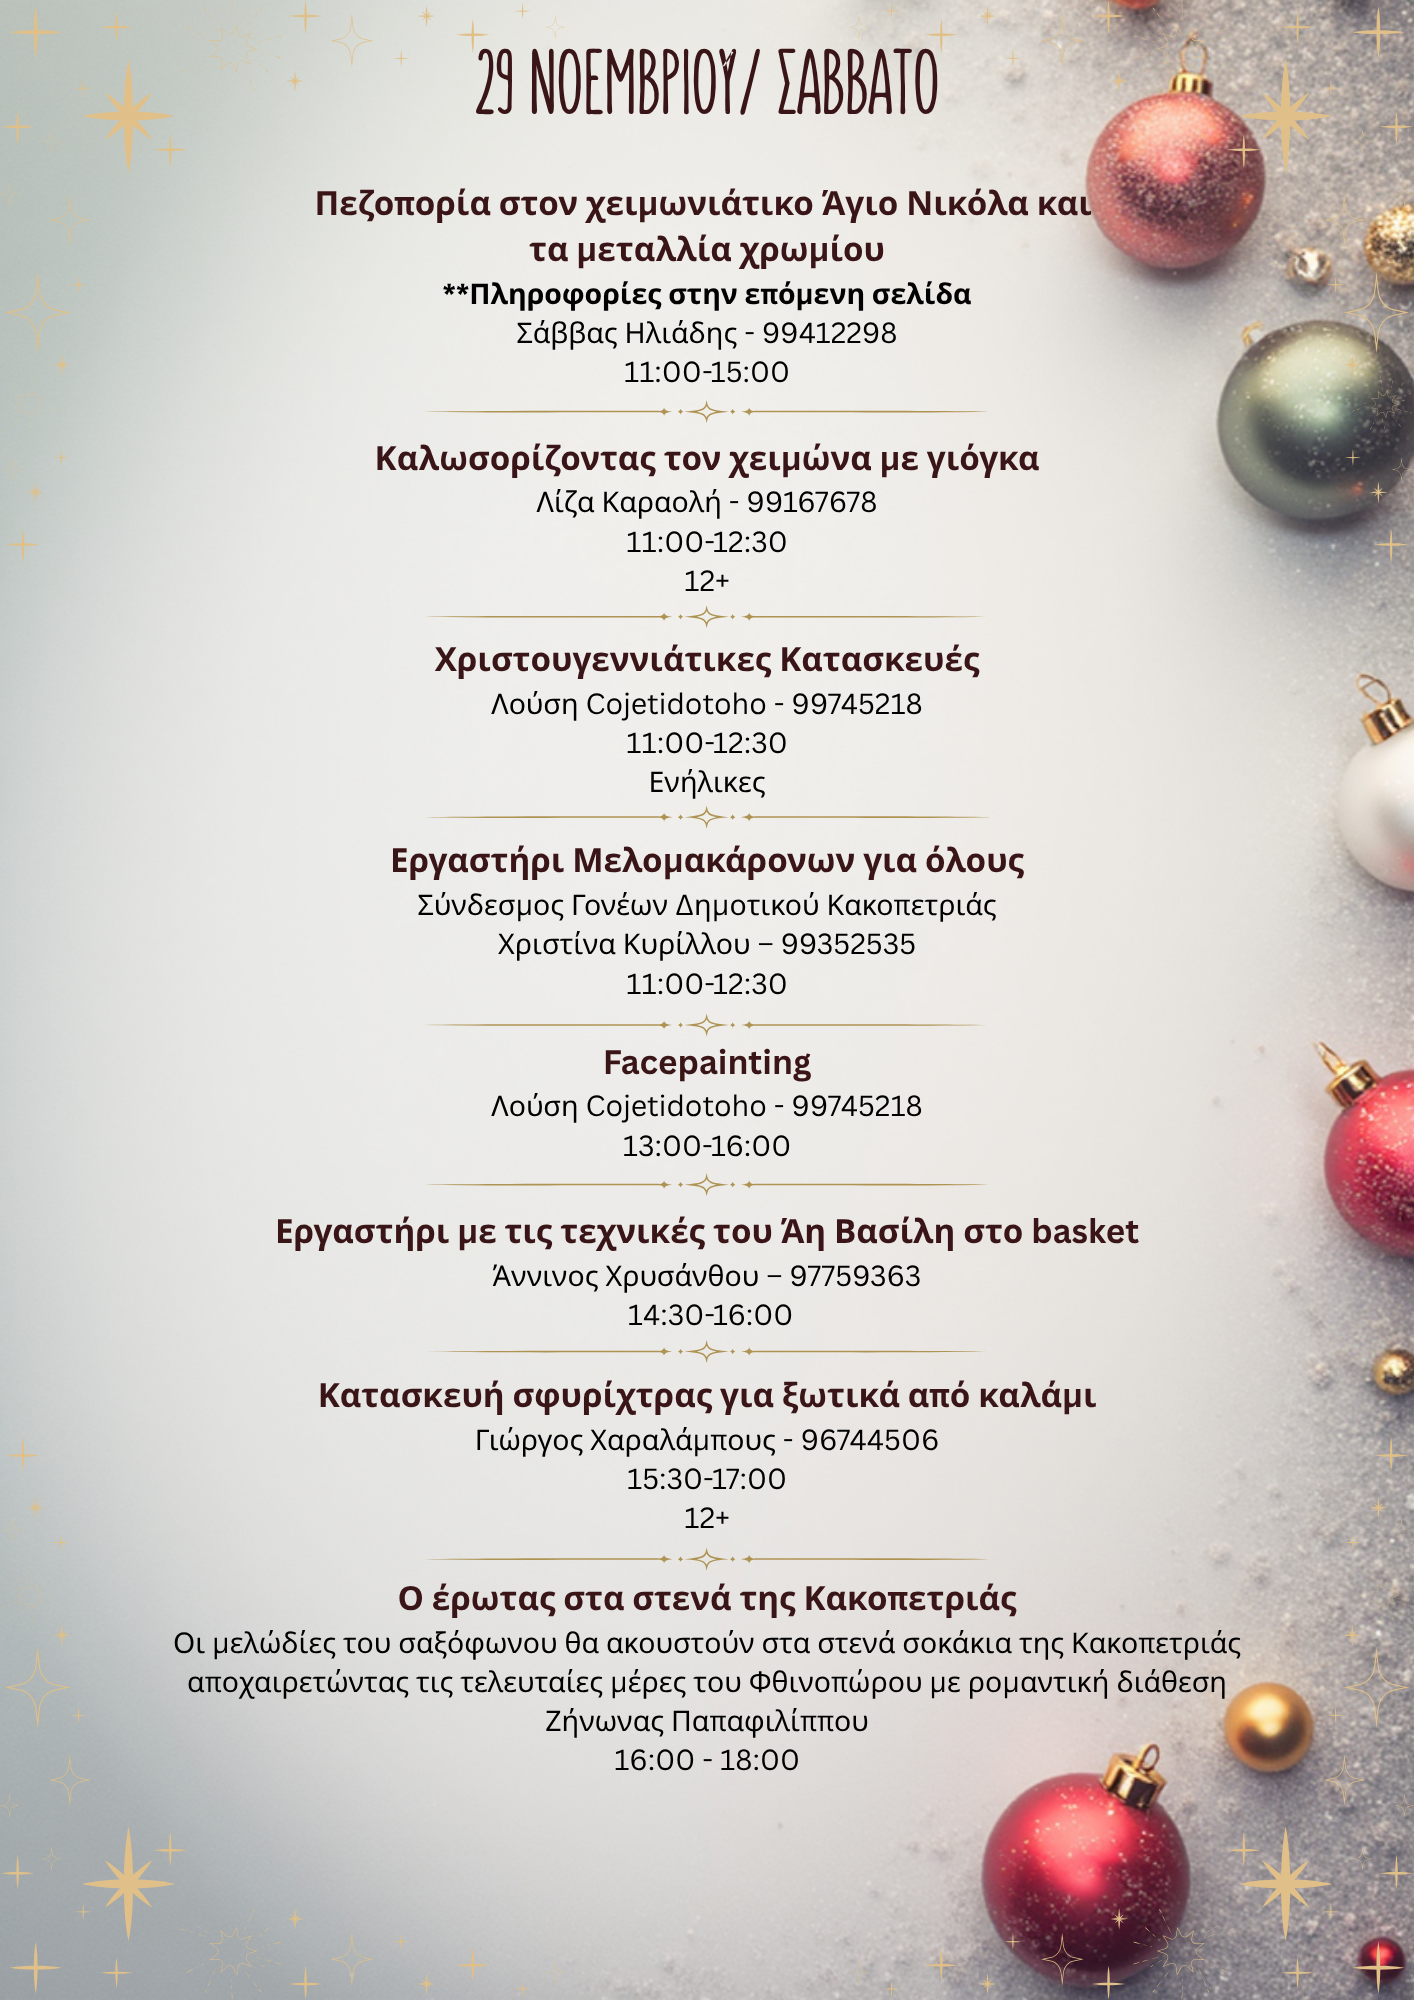 29 ΝΟΕΜΒΡΙΟΥ/ ΣΑΒΒΑΤΟ
Πεζοπορία στον χειμωνιάτικο Άγιο Νικόλα και
τα μεταλλία χρωμίου
**Πληροφορίες στην επόμενη σελίδα
Σάββας Ηλιάδης - 99412298
11:00-15:00
Καλωσορίζοντας τον χειμώνα με γιόγκα
Λίζα Καραολή - 99167678
11:00-12:30
12+
Χριστουγεννιάτικες Κατασκευές
Λούση Cojetidotoho - 99745218
11:00-12:30
Ενήλικες
Εργαστήρι Μελομακάρονων για όλους
Σύνδεσμος Γονέων Δημοτικού Κακοπετριάς
Χριστίνα Κυρίλλου – 99352535
11:00-12:30
Facepainting
Λούση Cojetidotoho - 99745218
13:00-16:00
Εργαστήρι με τις τεχνικές του Άη Βασίλη στο basket
Άννινος Χρυσάνθου – 97759363
14:30-16:00
Κατασκευή σφυρίχτρας για ξωτικά από καλάμι
Γιώργος Χαραλάμπους - 96744506
15:30-17:00
12+
Ο έρωτας στα στενά της Κακοπετριάς
Οι μελώδίες του σαξόφωνου θα ακουστούν στα στενά σοκάκια της Κακοπετριάς
αποχαιρετώντας τις τελευταίες μέρες του Φθινοπώρου με ρομαντική διάθεση
Ζήνωνας Παπαφιλίππου
16:00 - 18:00